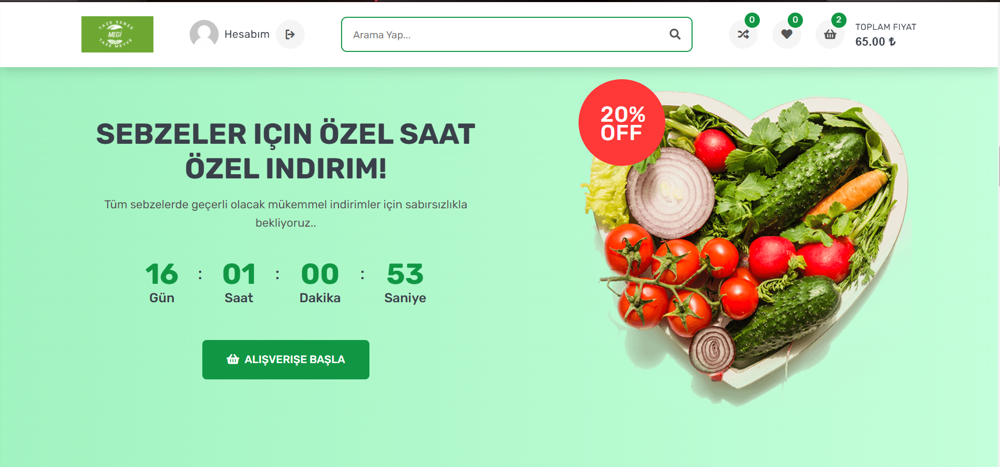 TAZE SEBZE
MEGİ
TAZE MEYVE
Hesabım
Arama Yap...
0
0
2
TOPLAM FIYAT
65.00 ₺
20%
OFF
SEBZELER IÇIN ÖZEL SAAT
ÖZEL INDIRIM!
Tüm sebzelerde geçerli olacak mükemmel indirimler için sabırsızlıkla
bekliyoruz..
16 : 01 : 00 : 53
Gün Saat Dakika Saniye
ALIŞVERIŞE BAŞLA